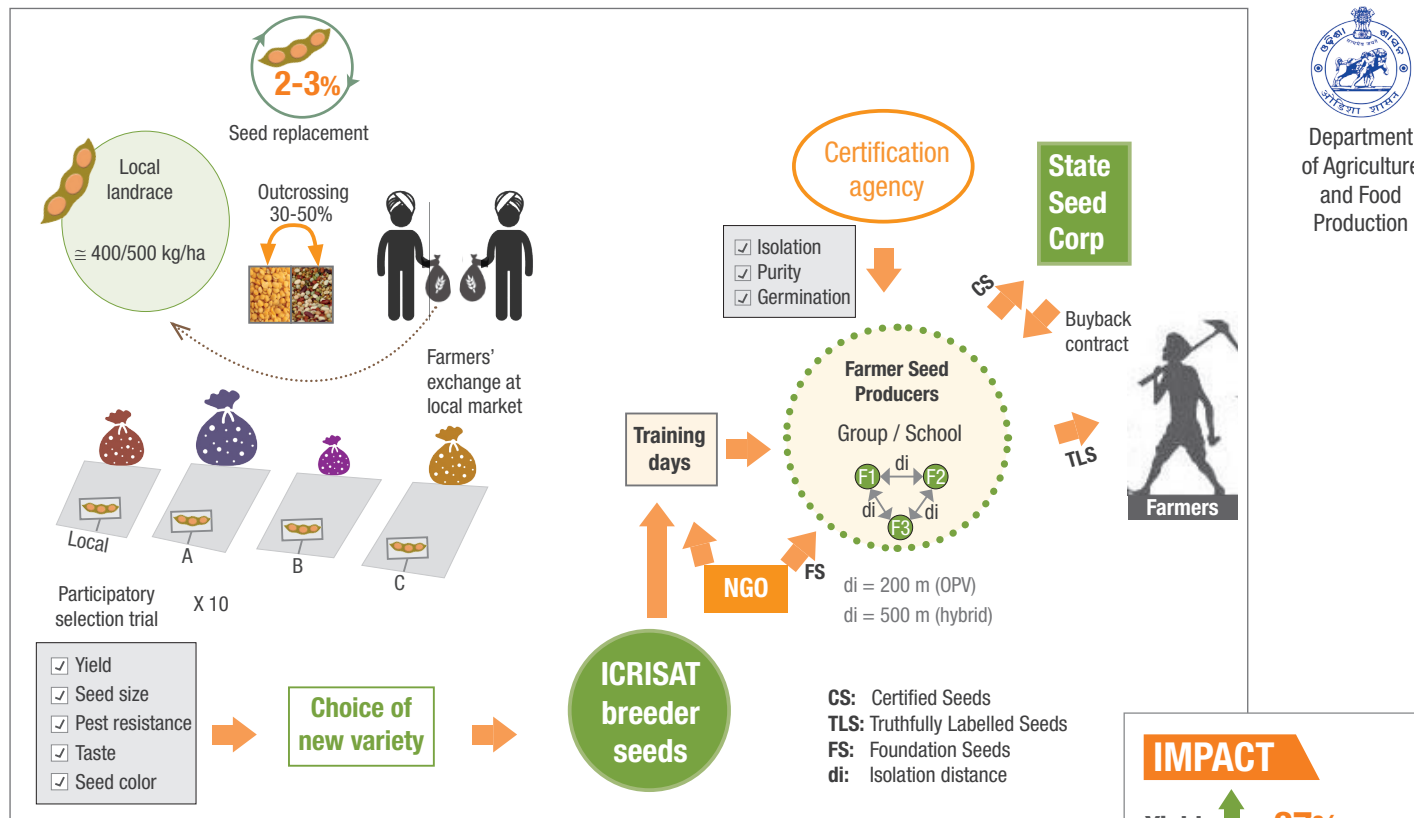 2-3%
Seed replacement
Local
landrace
≅ 400/500 kg/ha
Outcrossing
30-50%
Farmers'
exchange at
local market
Local
A
B
C
Participatory
selection trial
X 10
☑ Yield
☑ Seed size
☑ Pest resistance
☑ Taste
☑ Seed color
Choice of
new variety
ICRISAT
breeder
seeds
Training
days
NGO
FS
Certification
agency
☑ Isolation
☑ Purity
☑ Germination
State
Seed
Corp
CS
Buyback
contract
Farmer Seed
Producers
Group / School
F1
di
F2
di
di
F3
TLS
Farmers
di = 200 m (OPV)
di = 500 m (hybrid)
CS: Certified Seeds
TLS: Truthfully Labelled Seeds
FS: Foundation Seeds
di: Isolation distance
ଓଡ଼ିଶା ଶାସନ
ओडिशा शासन
Department
of Agriculture
and Food
Production
IMPACT